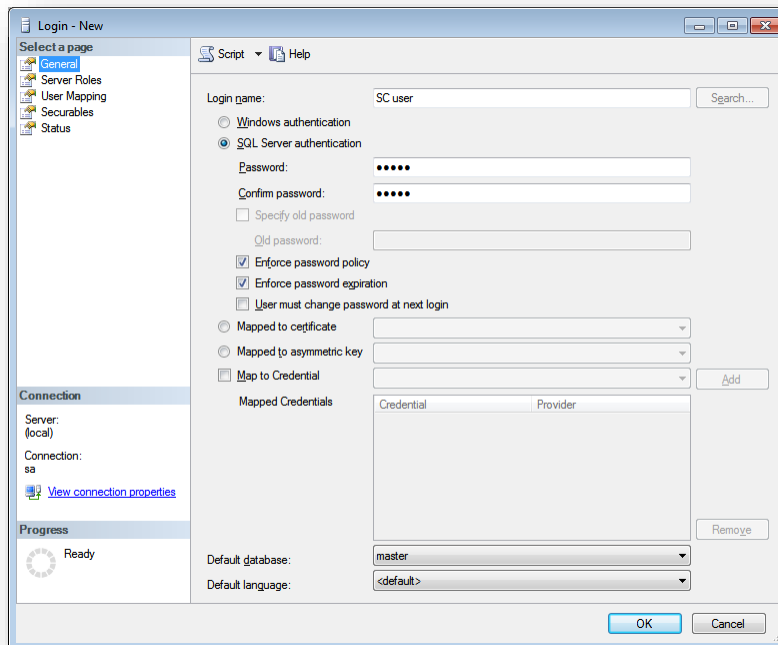 Login - New
Select a page
General
Server Roles
User Mapping
Securables
Status
Script
Help
Login name:
SC user
Search...
Windows authentication
SQL Server authentication
Password:
•••••
Confirm password:
•••••
Specify old password
Old password:
Enforce password policy
Enforce password expiration
User must change password at next login
Mapped to certificate
Mapped to asymmetric key
Map to Credential
Add
Mapped Credentials
Credential
Provider
Remove
Default database:
master
Default language:
<default>
Connection
Server:
(local)
Connection:
sa
View connection properties
Progress
Ready
OK
Cancel